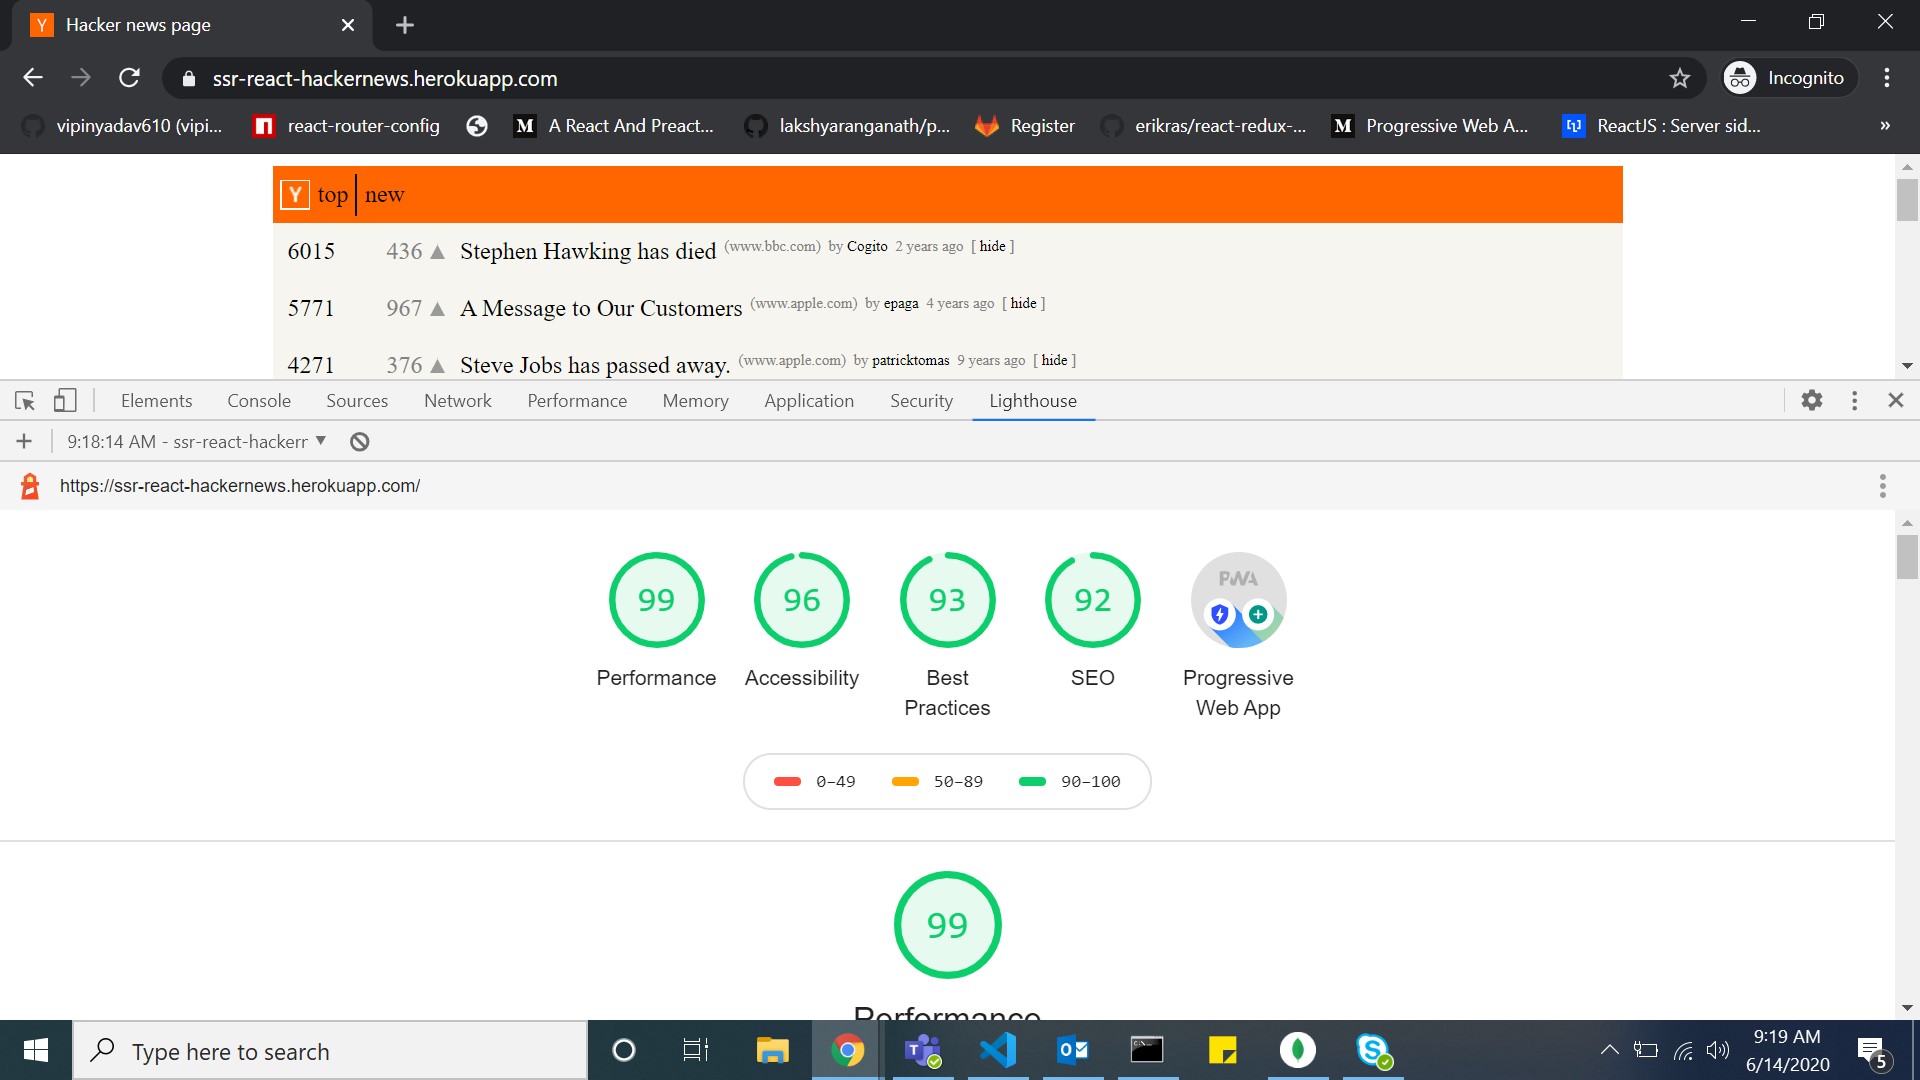 Y Hacker news page
ssr-react-hackernews.herokuapp.com Incognito
vipinyadav610 (vipi... react-router-config A React And Preact... lakshyaranganath/p... Register erikras/react-redux-... Progressive Web A... ReactJS : Server sid... »
Y top new
6015 436 ▲ Stephen Hawking has died (www.bbc.com) by Cogito 2 years ago [ hide ]
5771 967 ▲ A Message to Our Customers (www.apple.com) by epaga 4 years ago [ hide ]
4271 376 ▲ Steve Jobs has passed away. (www.apple.com) by patricktomas 9 years ago [ hide ]
Elements Console Sources Network Performance Memory Application Security Lighthouse
9:18:14 AM - ssr-react-hackerr
https://ssr-react-hackernews.herokuapp.com/
99 96 93 92 PWA
Performance Accessibility Best Practices SEO Progressive Web App
0–49 50–89 90–100
99
Performance
Type here to search
9:19 AM
6/14/2020
5